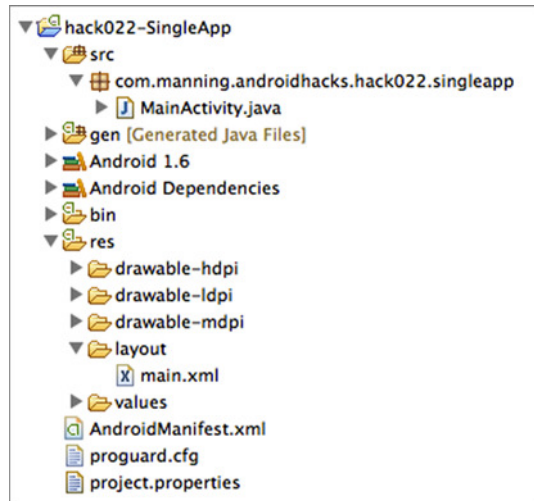 hack022-SingleApp
src
com.manning.androidhacks.hack022.singleapp
MainActivity.java
gen [Generated Java Files]
Android 1.6
Android Dependencies
bin
res
drawable-hdpi
drawable-ldpi
drawable-mdpi
layout
main.xml
values
AndroidManifest.xml
proguard.cfg
project.properties